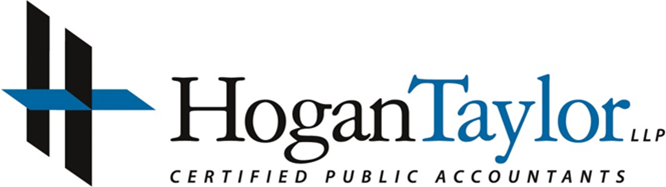 HoganTaylor LLP
CERTIFIED PUBLIC ACCOUNTANTS